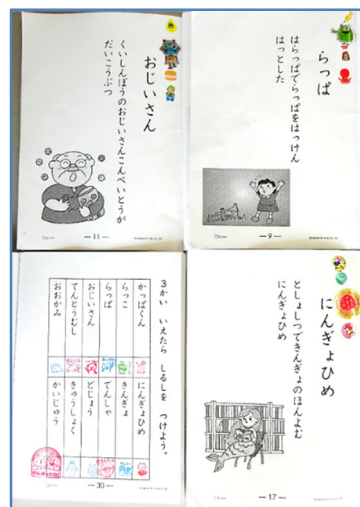 おじいさん
くいしんぼうのおじいさんこんぺいとうが
だいこうぶつ
— 11 —
らっぱ
はらっぱでらっぱをはっけん
はっとした
— 9 —
3かい いえたら しるしを つけよう。
かっぱくん
らっこ
らっぱ
おじいさん
てんとうむし
おおかみ
にんぎょひめ
きんぎょ
でんしゃ
どじょう
きゅうしょく
かいじゅう
— 30 —
にんぎょひめ
としょしつできんぎょのほんよむ
にんぎょひめ
— 17 —